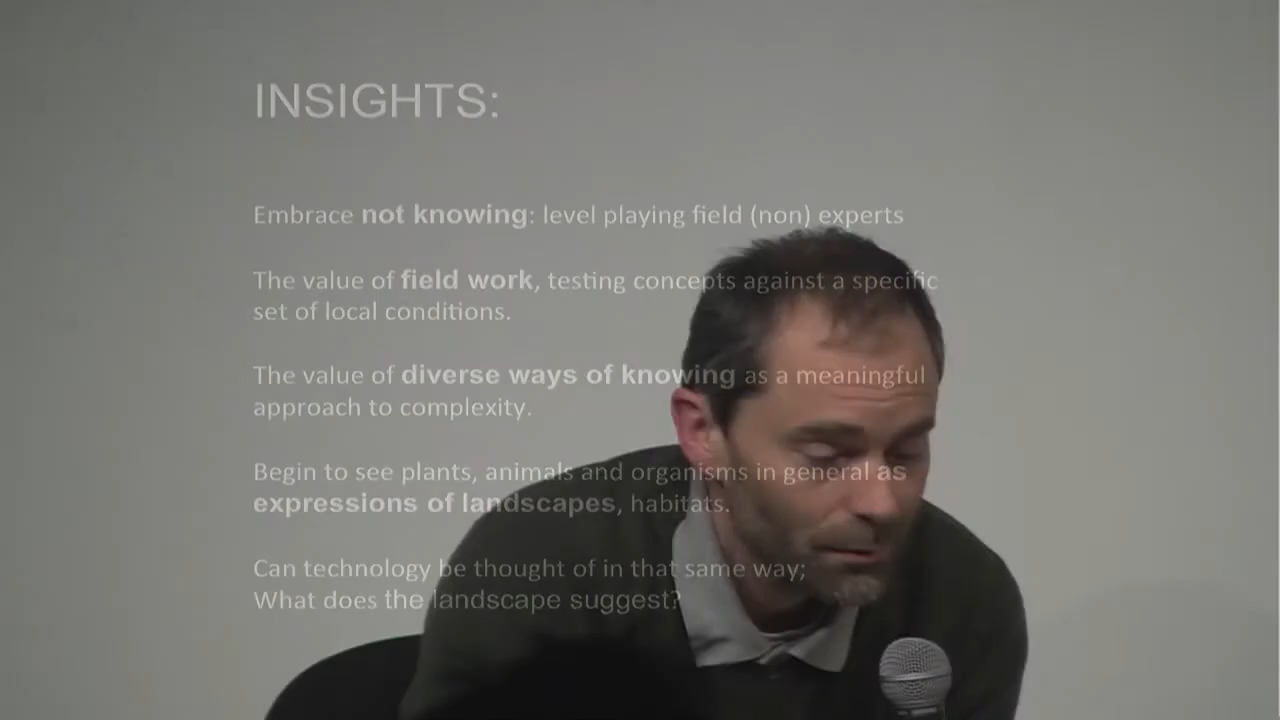 INSIGHTS:
Embrace not knowing: level playing field (non) experts
The value of field work, testing concepts against a specific
set of local conditions.
The value of diverse ways of knowing as a meaningful
approach to complexity.
Begin to see plants, animals and organisms in general as
expressions of landscapes, habitats.
Can technology be thought of in that same way;
What does the landscape suggest?